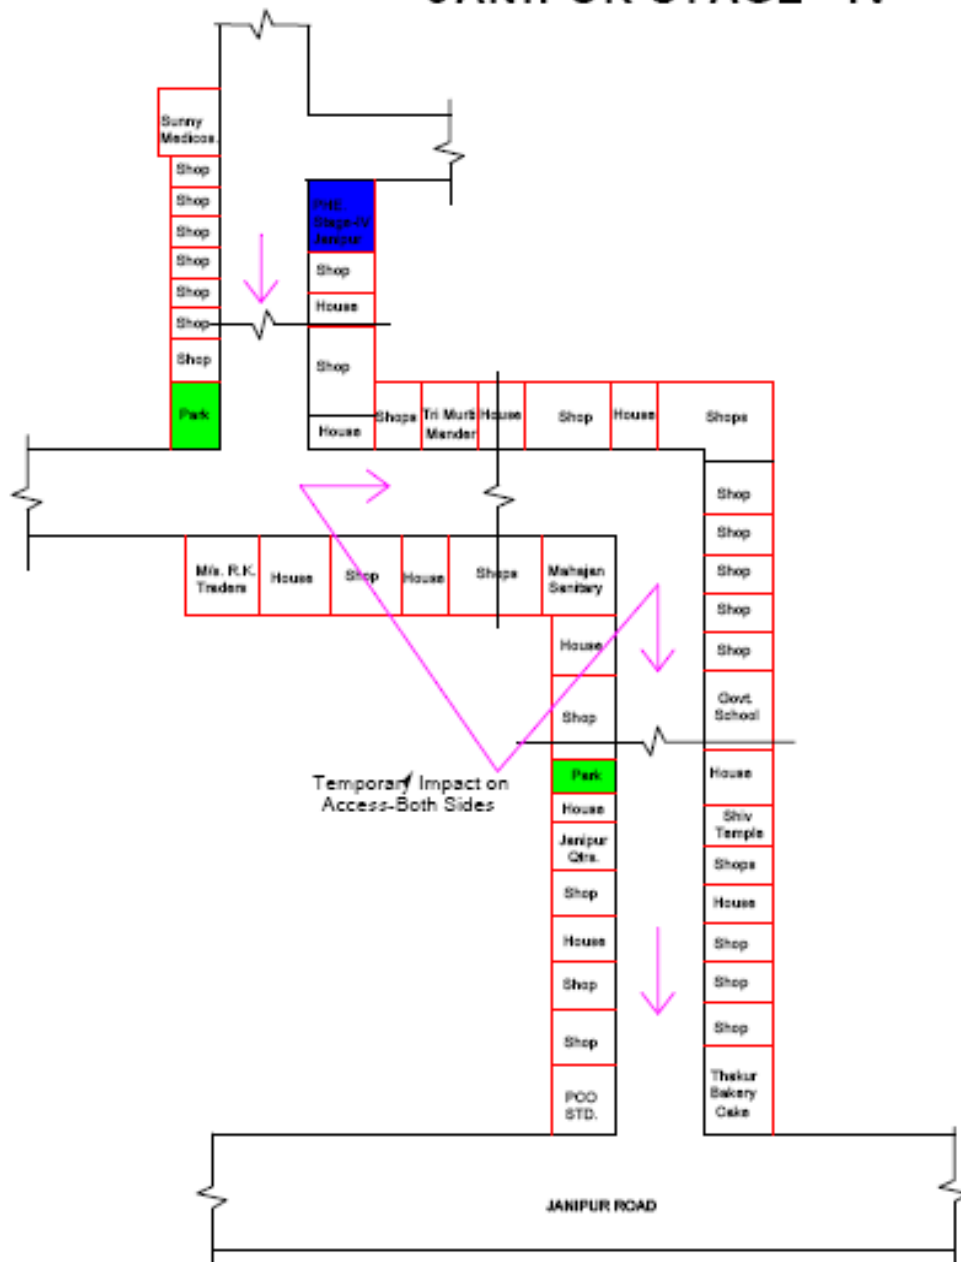 Sunny
Medicos.
Shop
Shop
Shop
Shop
Shop
Shop
Shop
Park
PHE.
Stage-IV
Janipur
Shop
House
Shop
House
Shops
Tri Murti
Mander
House
Shop
House
Shops
M/s. R.K.
Traders
House
Shop
House
Shops
Mahajan
Sanitary
House
Shop
Park
House
Janipur
Qtrs.
Shop
House
Shop
Shop
PCO
STD.
Shop
Shop
Shop
Shop
Shop
Govt.
School
House
Shiv
Temple
Shops
House
Shop
Shop
Shop
Thakur
Bakery
Cake
Temporary Impact on
Access-Both Sides
JANIPUR ROAD